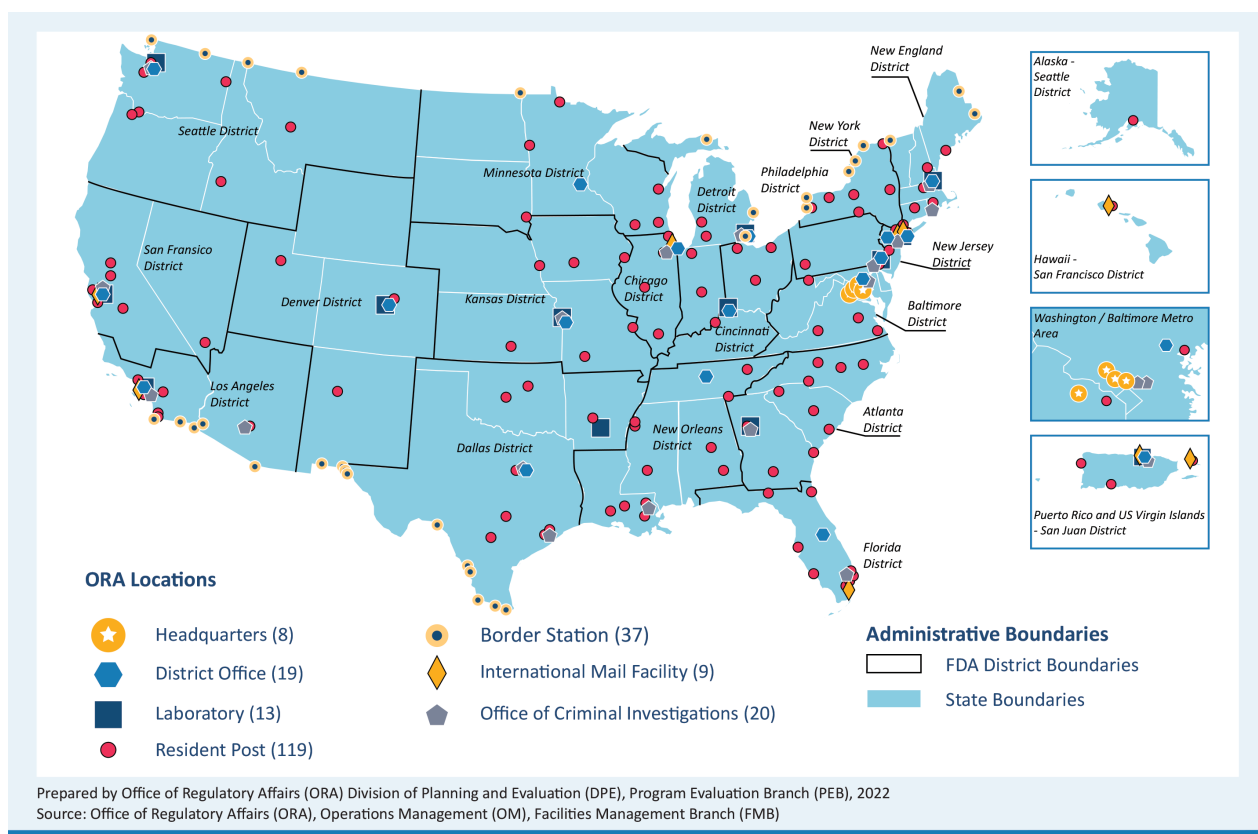 New England
District
Alaska -
Seattle
District
New York
District
Seattle District
Minnesota District
Philadelphia
District
Detroit
District
San Fransico
District
New Jersey
District
Hawaii -
San Francisco District
Denver District
Kansas District
Chicago
District
Baltimore
District
Washington / Baltimore Metro
Area
Cincinnati
District
Los Angeles
District
Atlanta
District
New Orleans
District
Dallas District
Puerto Rico and US Virgin Islands
- San Juan District
Florida
District
ORA Locations
Headquarters (8)
District Office (19)
Laboratory (13)
Resident Post (119)
Border Station (37)
International Mail Facility (9)
Office of Criminal Investigations (20)
Administrative Boundaries
FDA District Boundaries
State Boundaries
Prepared by Office of Regulatory Affairs (ORA) Division of Planning and Evaluation (DPE), Program Evaluation Branch (PEB), 2022
Source: Office of Regulatory Affairs (ORA), Operations Management (OM), Facilities Management Branch (FMB)